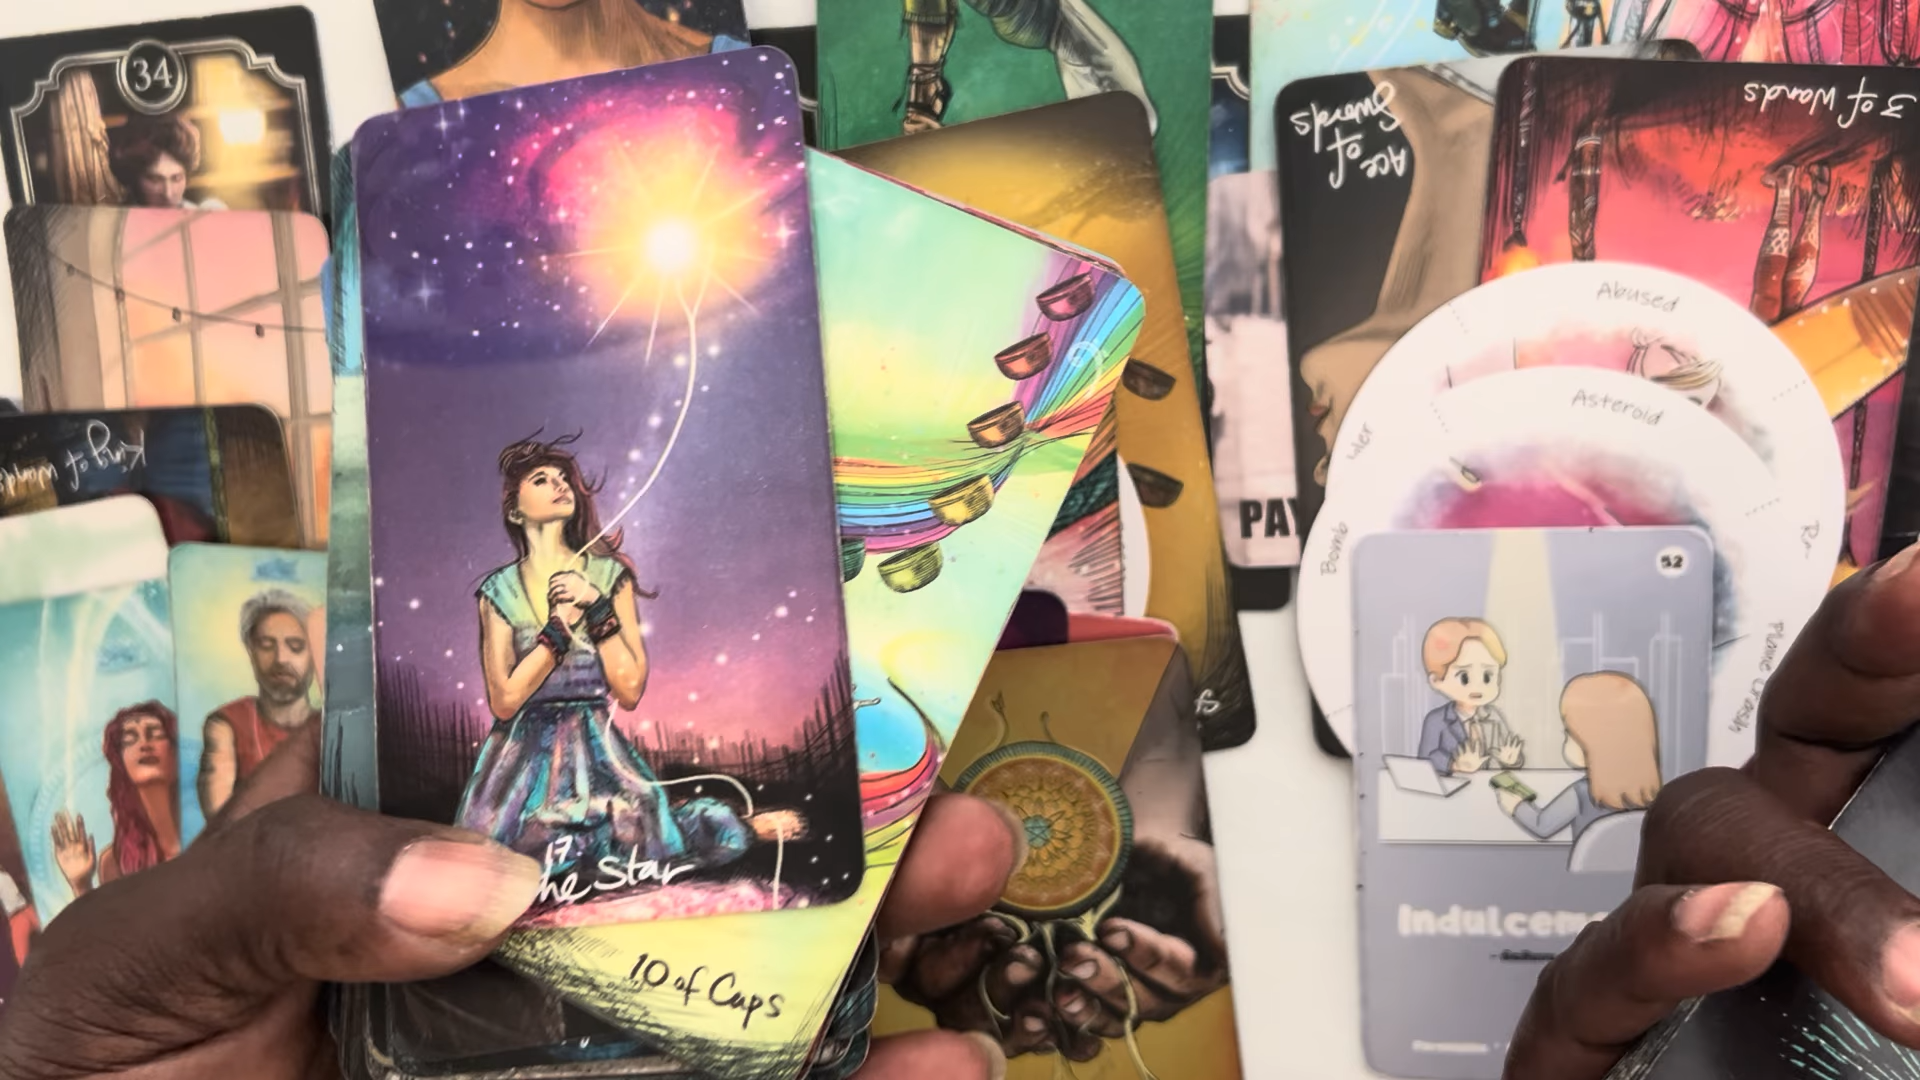 34
Ace
of
Swords
3 of Wands
Abused
Asteroid
King of Wands
PAY
Bomb
52
Plane Crash
17
The Star
10 of Cups